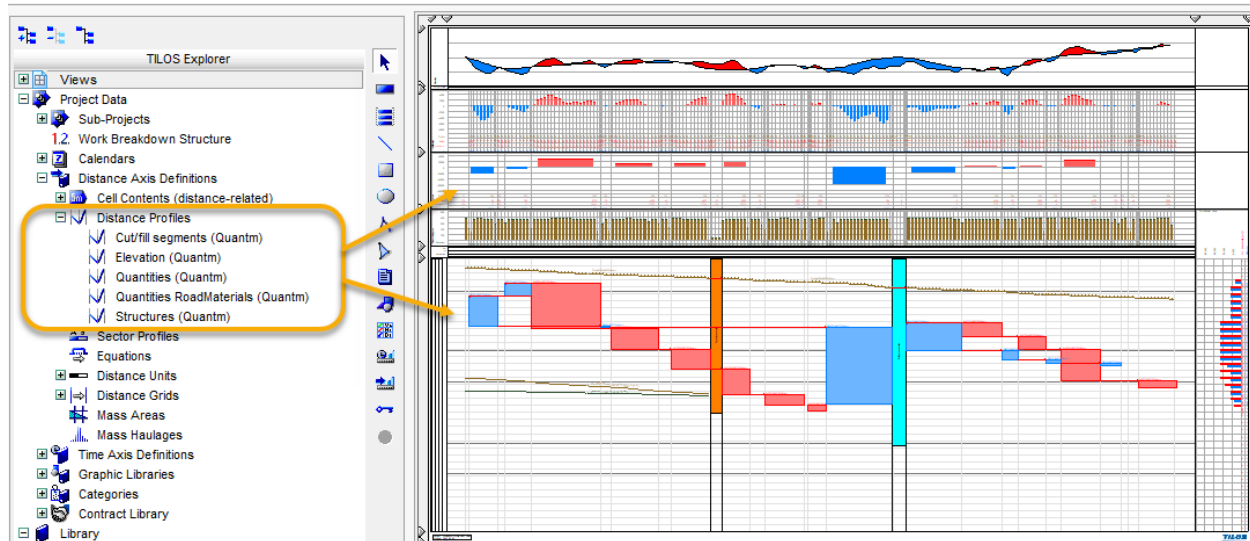 TILOS Explorer
Views
Project Data
Sub-Projects
1.2. Work Breakdown Structure
Calendars
Distance Axis Definitions
Cell Contents (distance-related)
Distance Profiles
Cut/fill segments (Quantm)
Elevation (Quantm)
Quantities (Quantm)
Quantities RoadMaterials (Quantm)
Structures (Quantm)
Sector Profiles
Equations
Distance Units
Distance Grids
Mass Areas
Mass Haulages
Time Axis Definitions
Graphic Libraries
Categories
Contract Library
Library
TILOS